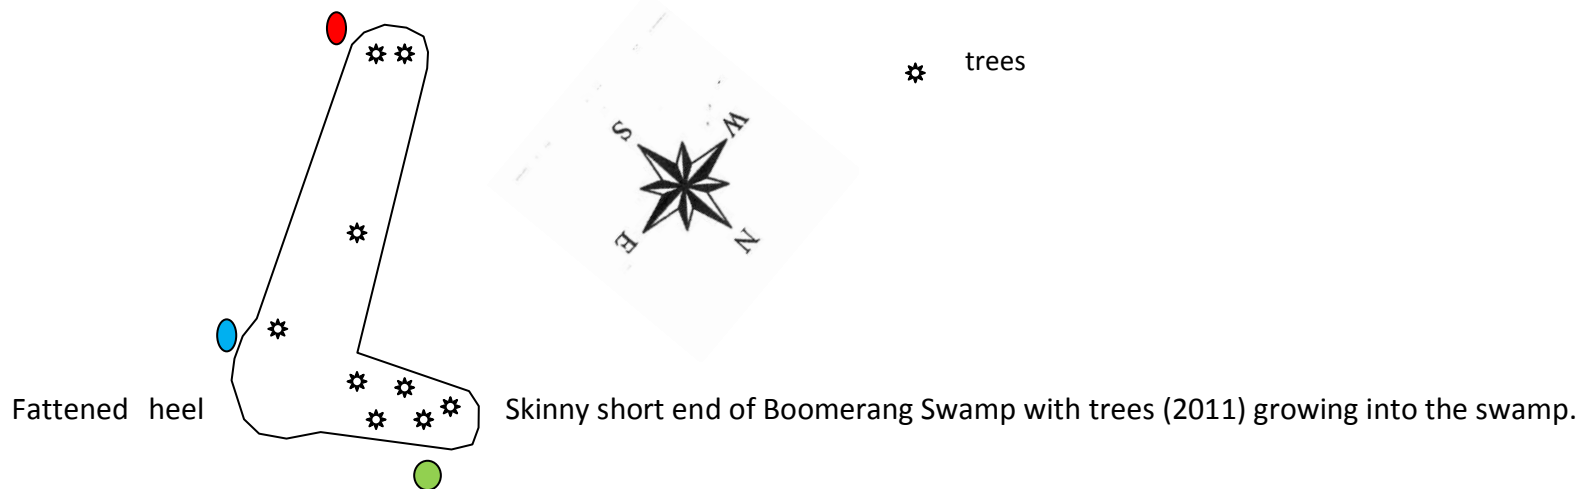 trees
S
W
E
N
Fattened heel
Skinny short end of Boomerang Swamp with trees (2011) growing into the swamp.